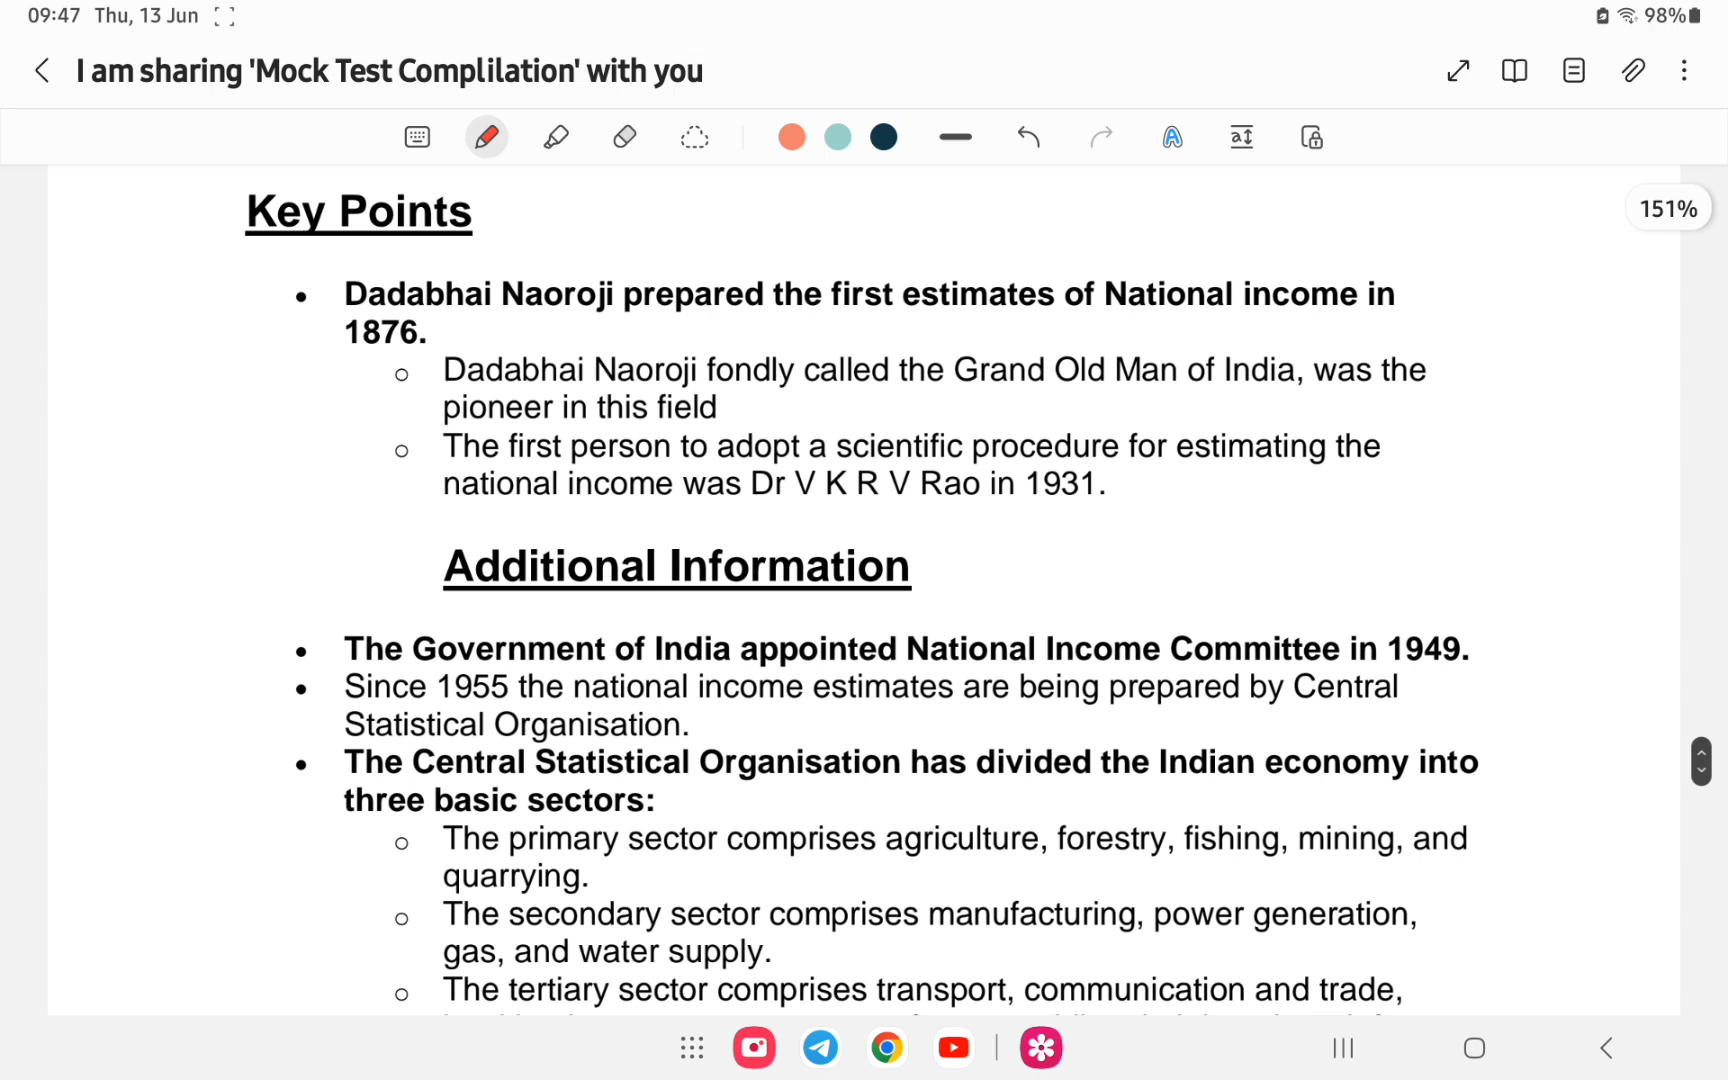 09:47 Thu, 13 Jun
98%
I am sharing 'Mock Test Complilation' with you
151%
Key Points
• Dadabhai Naoroji prepared the first estimates of National income in
1876.
o Dadabhai Naoroji fondly called the Grand Old Man of India, was the
pioneer in this field
o The first person to adopt a scientific procedure for estimating the
national income was Dr V K R V Rao in 1931.
Additional Information
• The Government of India appointed National Income Committee in 1949.
• Since 1955 the national income estimates are being prepared by Central
Statistical Organisation.
• The Central Statistical Organisation has divided the Indian economy into
three basic sectors:
o The primary sector comprises agriculture, forestry, fishing, mining, and
quarrying.
o The secondary sector comprises manufacturing, power generation,
gas, and water supply.
o The tertiary sector comprises transport, communication and trade,